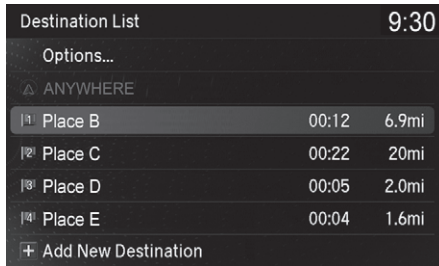 Destination List 9:30
Options...
ANYWHERE
1 Place B 00:12 6.9mi
2 Place C 00:22 20mi
3 Place D 00:05 2.0mi
4 Place E 00:04 1.6mi
+ Add New Destination